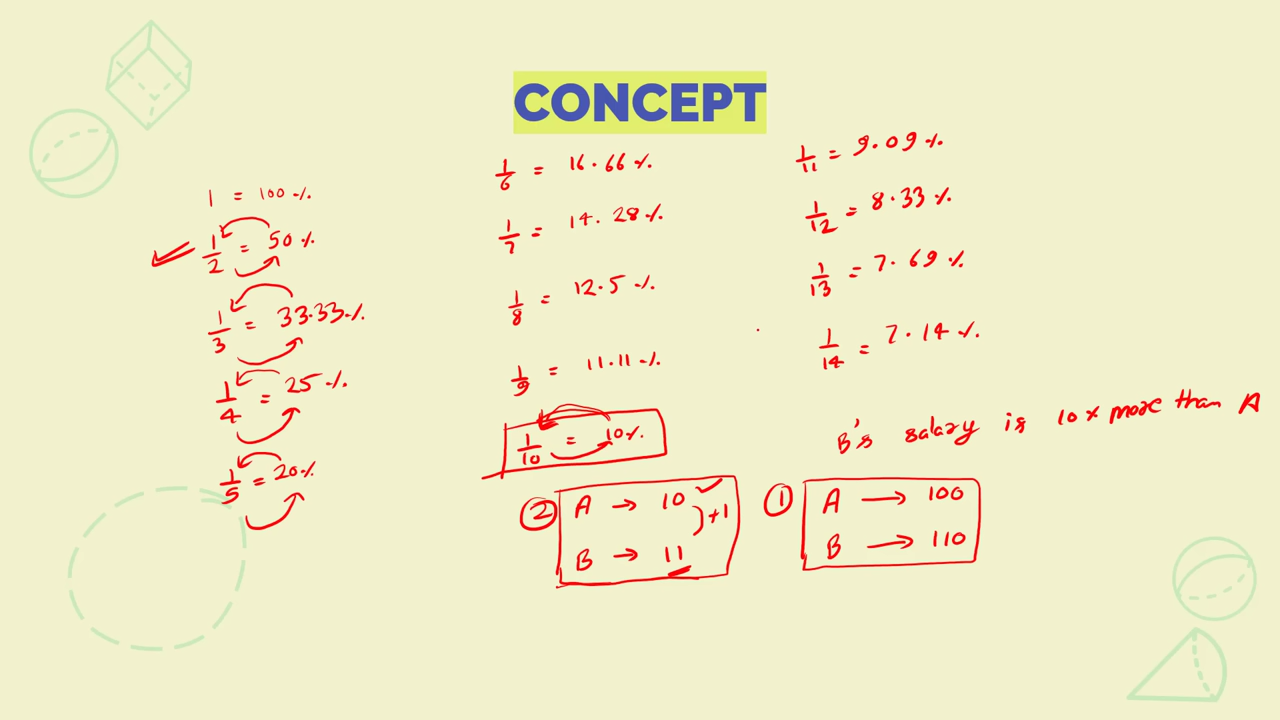 CONCEPT
1 = 100%
1/2 = 50%
1/3 = 33.33%
1/4 = 25%
1/5 = 20%
1/6 = 16.66%
1/7 = 14.28%
1/8 = 12.5%
1/9 = 11.11%
1/10 = 10%
② A → 10
B → 11
)+1
1/11 = 9.09%
1/12 = 8.33%
1/13 = 7.69%
1/14 = 7.14%
B's salary is 10% more than A
① A → 100
B → 110